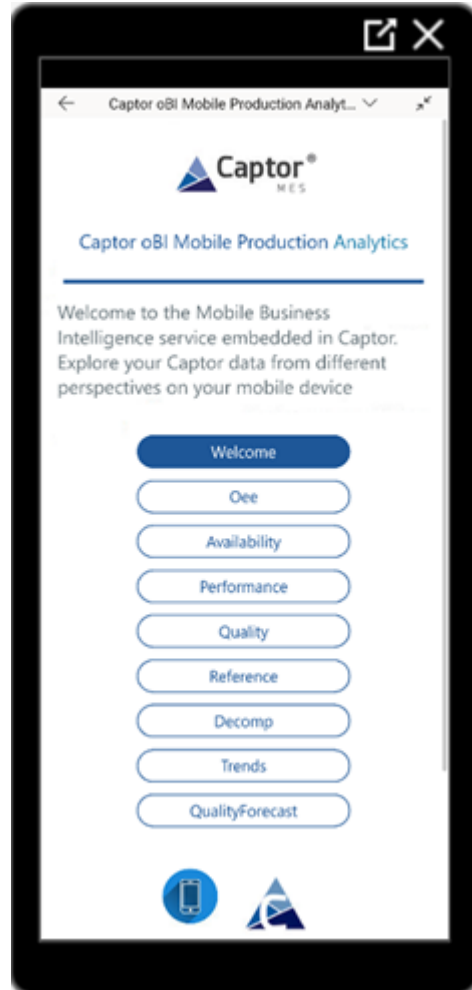 Captor oBI Mobile Production Analyt...
Captor®
MES
Captor oBI Mobile Production Analytics
Welcome to the Mobile Business
Intelligence service embedded in Captor.
Explore your Captor data from different
perspectives on your mobile device
Welcome
Oee
Availability
Performance
Quality
Reference
Decomp
Trends
QualityForecast